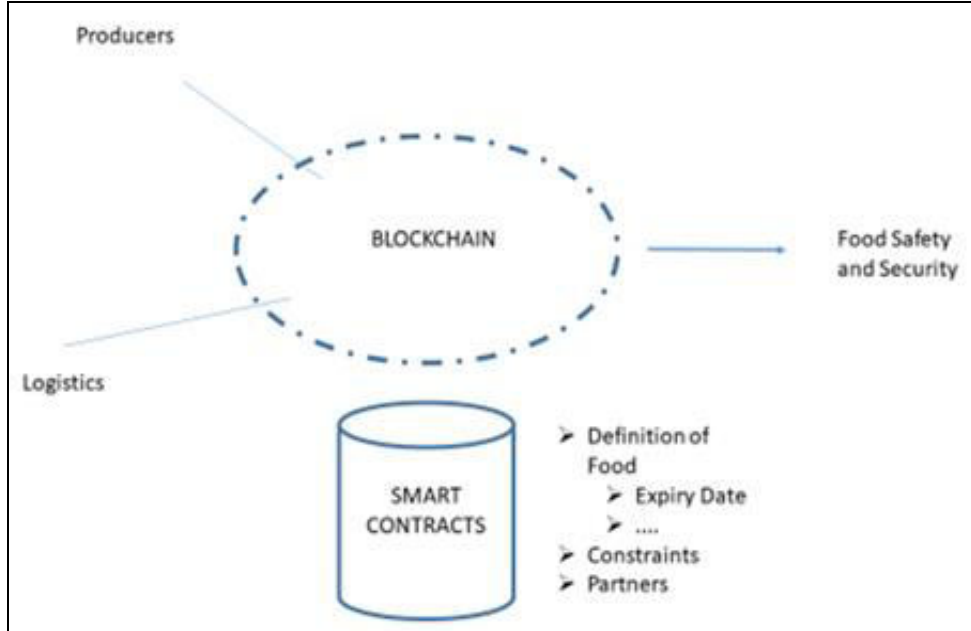 Producers
BLOCKCHAIN
Food Safety
and Security
Logistics
SMART
CONTRACTS
➤ Definition of
Food
➤ Expiry Date
➤ ....
➤ Constraints
➤ Partners